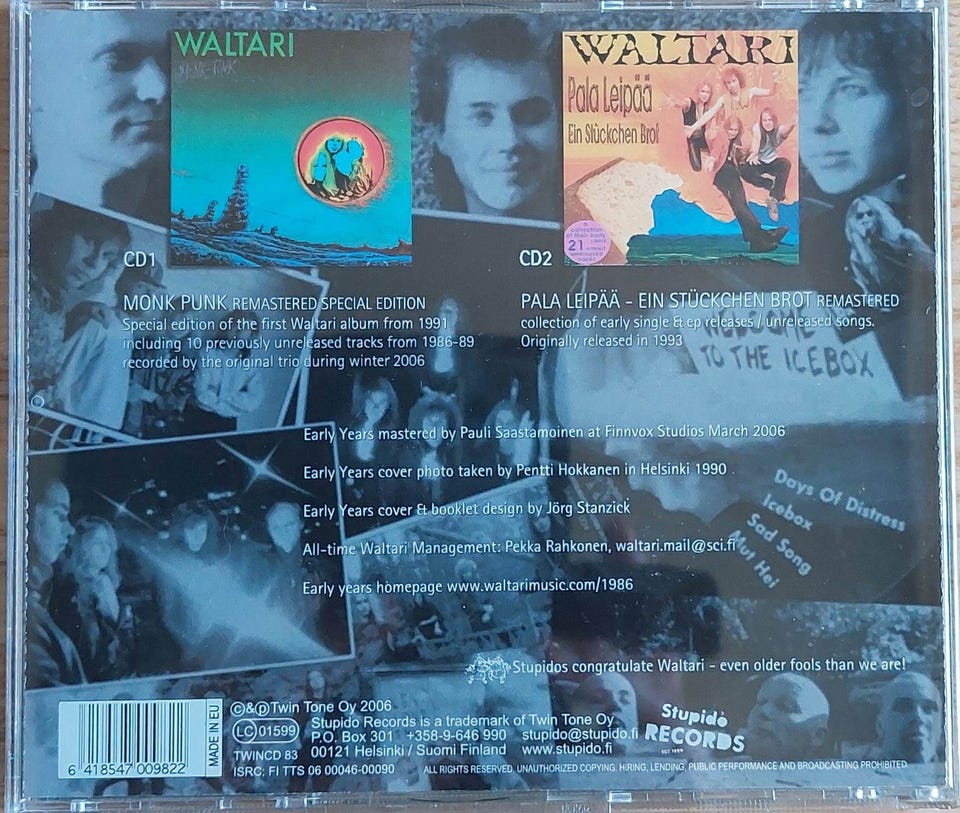 WALTARI
MONK PUNK
WALTARI
Pala Leipää
Ein Stückchen Brot
21
CD1
CD2
MONK PUNK REMASTERED SPECIAL EDITION
Special edition of the first Waltari album from 1991
including 10 previously unreleased tracks from 1986-89
recorded by the original trio during winter 2006
PALA LEIPÄÄ - EIN STÜCKCHEN BROT REMASTERED
collection of early single & ep releases / unreleased songs.
Originally released in 1993
WELCOME
TO THE ICEBOX
Early Years mastered by Pauli Saastamoinen at Finnvox Studios March 2006
Early Years cover photo taken by Pentti Hokkanen in Helsinki 1990
Early Years cover & booklet design by Jörg Stanzick
All-time Waltari Management: Pekka Rahkonen, waltari.mail@sci.fi
Early years homepage www.waltarimusic.com/1986
Days Of Distress
Icebox
Sad Song
Mut Hei
Stupidos congratulate Waltari - even older fools than we are!
6 418547 009822
MADE IN EU
©&℗Twin Tone Oy 2006
LC 01599
Stupido Records is a trademark of Twin Tone Oy
P.O. Box 301 +358-9-646 990 stupido@stupido.fi
TWINCD 83 00121 Helsinki / Suomi Finland www.stupido.fi
ISRC: FI TTS 06 00046-00090
Stupido
RECORDS
EST 1989
ALL RIGHTS RESERVED. UNAUTHORIZED COPYING, HIRING, LENDING, PUBLIC PERFORMANCE AND BROADCASTING PROHIBITED